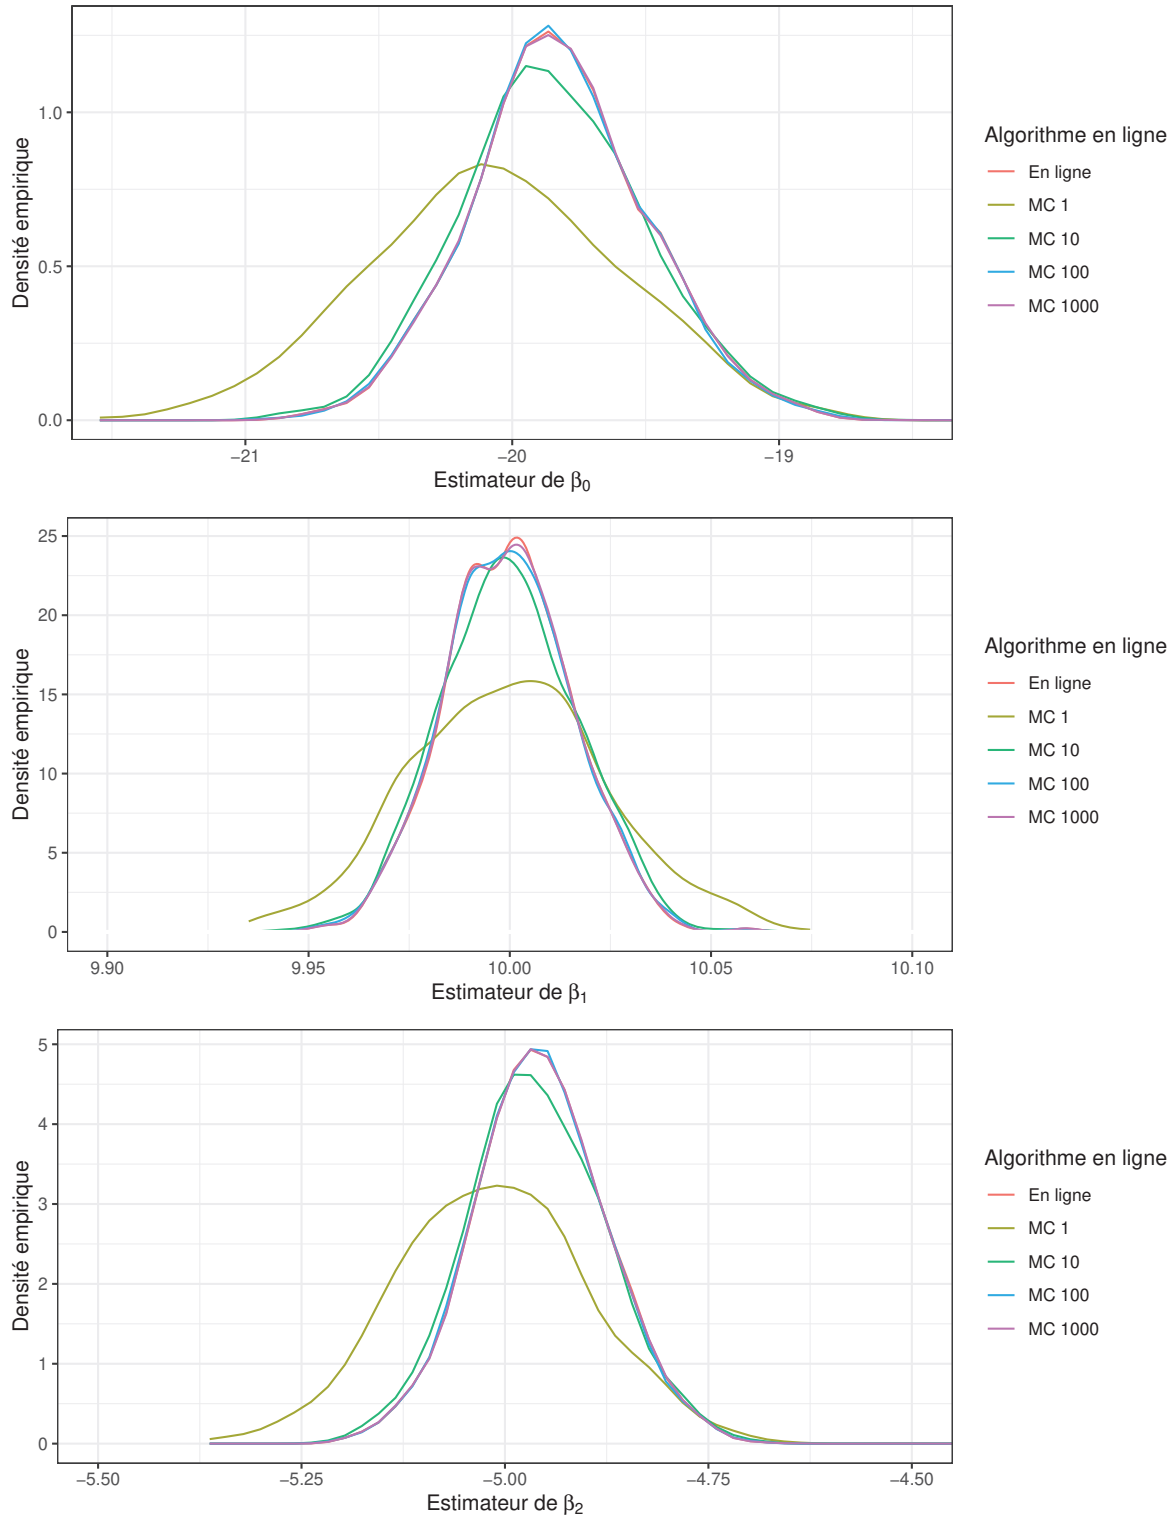 Densité empirique
1.0
0.5
0.0
−21
−20
−19
Estimateur de β0
Algorithme en ligne
En ligne
MC 1
MC 10
MC 100
MC 1000
Densité empirique
25
20
15
10
5
0
9.90
9.95
10.00
10.05
10.10
Estimateur de β1
Algorithme en ligne
En ligne
MC 1
MC 10
MC 100
MC 1000
Densité empirique
5
4
3
2
1
0
−5.50
−5.25
−5.00
−4.75
−4.50
Estimateur de β2
Algorithme en ligne
En ligne
MC 1
MC 10
MC 100
MC 1000